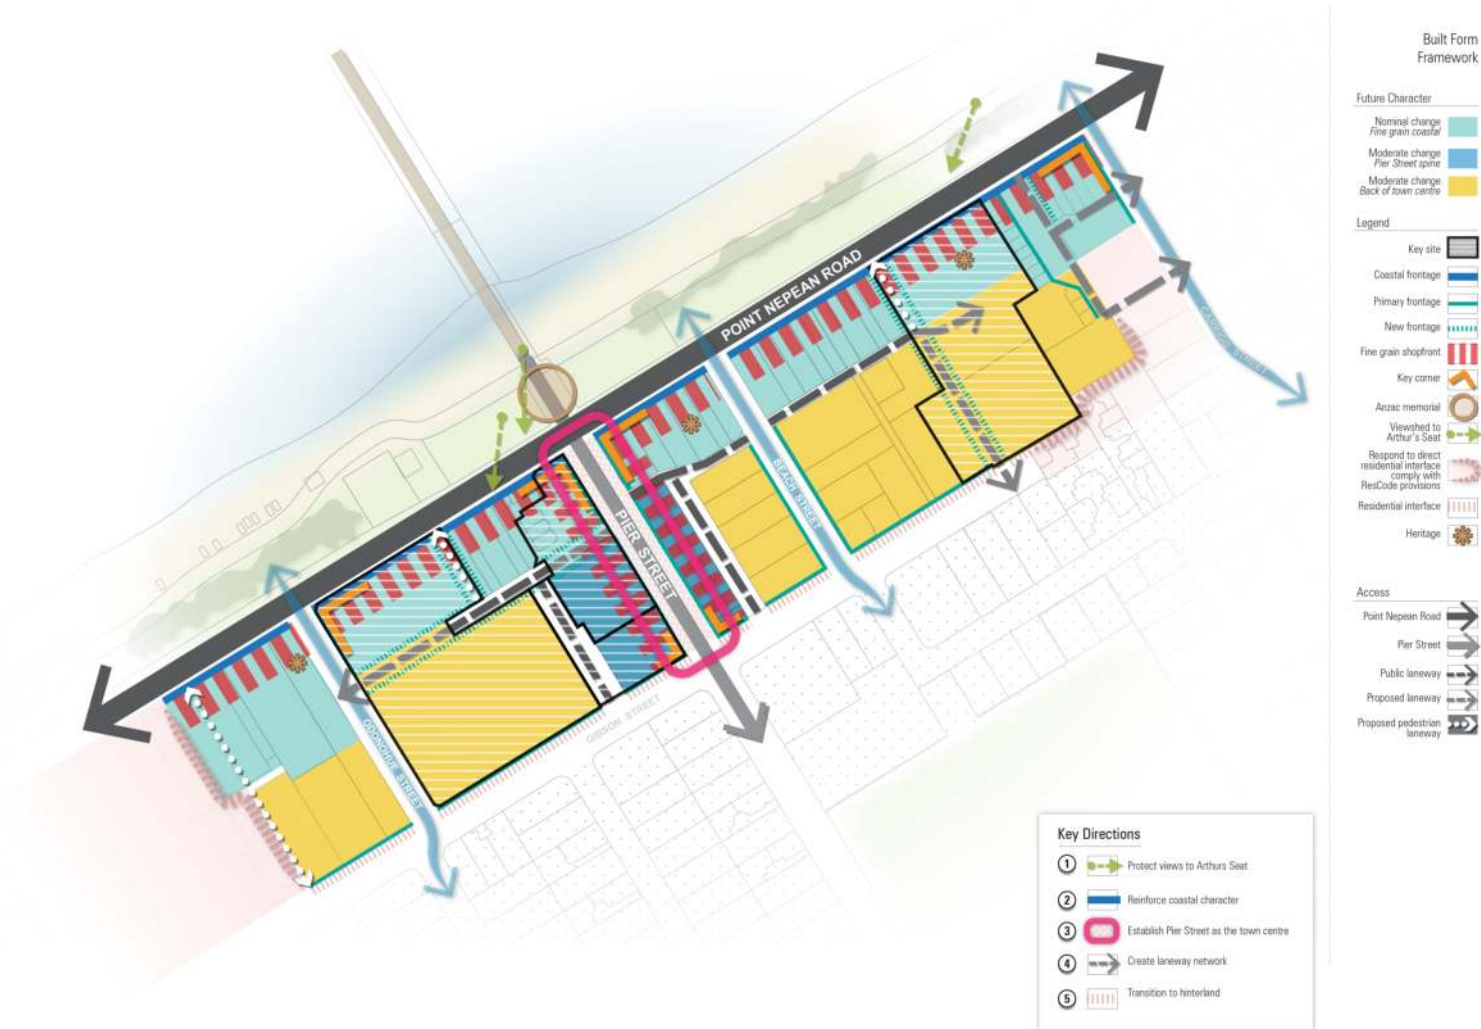 Built Form
Framework
Future Character
Nominal change
Fine grain coastal
Moderate change
Pier Street spine
Moderate change
Back of town centre
Legend
Key site
Coastal frontage
Primary frontage
New frontage
Fine grain shopfront
Key corner
Anzac memorial
Viewshed to
Arthur's Seat
Respond to direct
residential interface
comply with
ResCode provisions
Residential interface
Heritage
Access
Point Nepean Road
Pier Street
Public laneway
Proposed laneway
Proposed pedestrian
laneway
POINT NEPEAN ROAD
PIER STREET
BEACH STREET
ODONOHUE STREET
GIBSON STREET
Key Directions
1 Protect views to Arthurs Seat
2 Reinforce coastal character
3 Establish Pier Street as the town centre
4 Create laneway network
5 Transition to hinterland